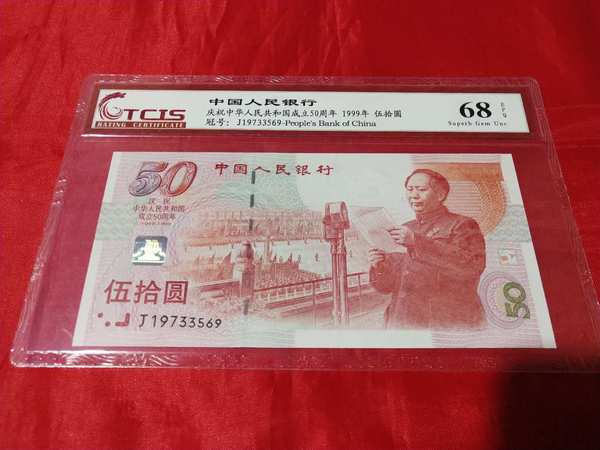 CTCIS
RATING CERTIFICATE
中国人民银行
庆祝中华人民共和国成立50周年 1999年 伍拾圆
冠号: J19733569-People's Bank of China
68 EPQ
Superb Gem Unc
中国人民银行
50
庆祝
中华人民共和国
成立50周年
伍拾圆
J19733569
50